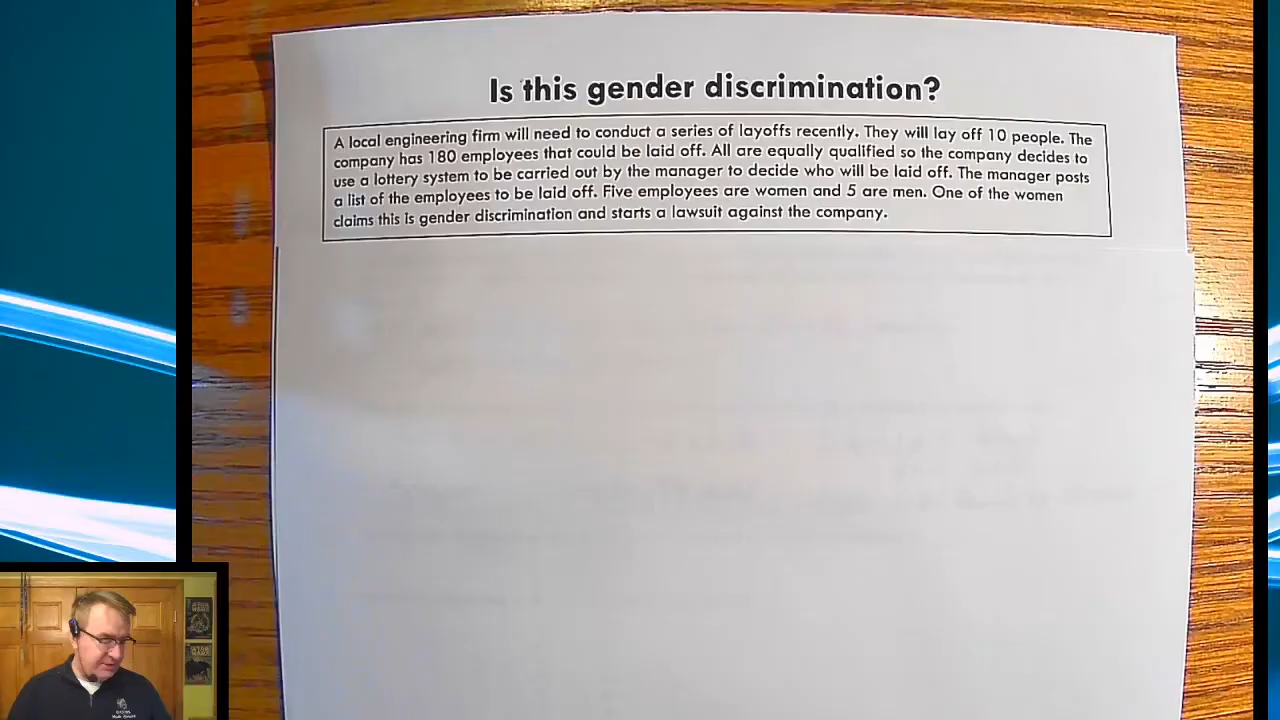 Is this gender discrimination?
A local engineering firm will need to conduct a series of layoffs recently. They will lay off 10 people. The
company has 180 employees that could be laid off. All are equally qualified so the company decides to
use a lottery system to be carried out by the manager to decide who will be laid off. The manager posts
a list of the employees to be laid off. Five employees are women and 5 are men. One of the women
claims this is gender discrimination and starts a lawsuit against the company.
STAR
WARS
STAR
WARS